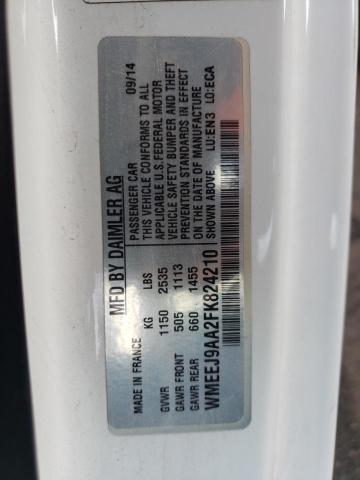 MFD BY DAIMLER AG
09/14
MADE IN FRANCE
PASSENGER CAR
KG LBS
THIS VEHICLE CONFORMS TO ALL
APPLICABLE U.S. FEDERAL MOTOR
VEHICLE SAFETY BUMPER AND THEFT
PREVENTION STANDARDS IN EFFECT
ON THE DATE OF MANUFACTURE
SHOWN ABOVE LU:EN3 LO:ECA
GVWR 1150 2535
GAWR FRONT 505 1113
GAWR REAR 660 1455
WMEEJ9AA2FK824210